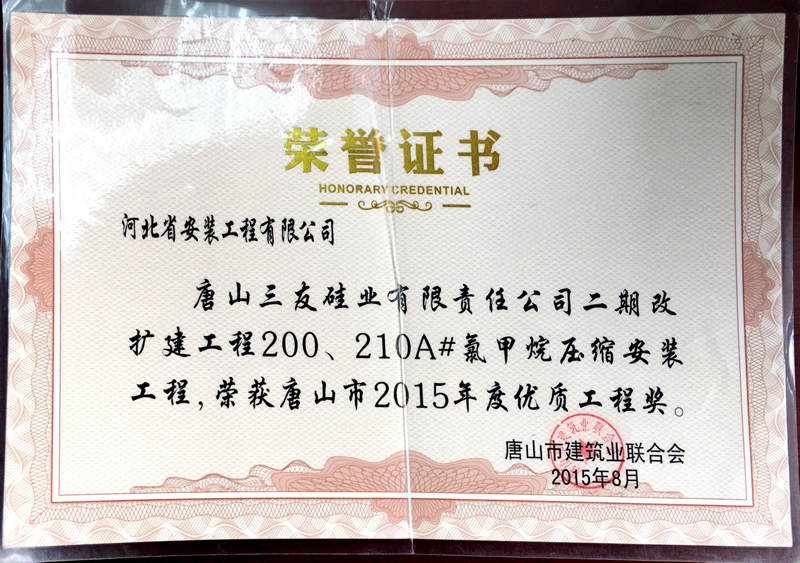 荣誉证书
HONORARY CREDENTIAL
河北省安装工程有限公司
唐山三友硅业有限责任公司二期改
扩建工程200、210A#氯甲烷压缩安装
工程,荣获唐山市2015年度优质工程奖。
唐山市建筑业联合会
2015年8月